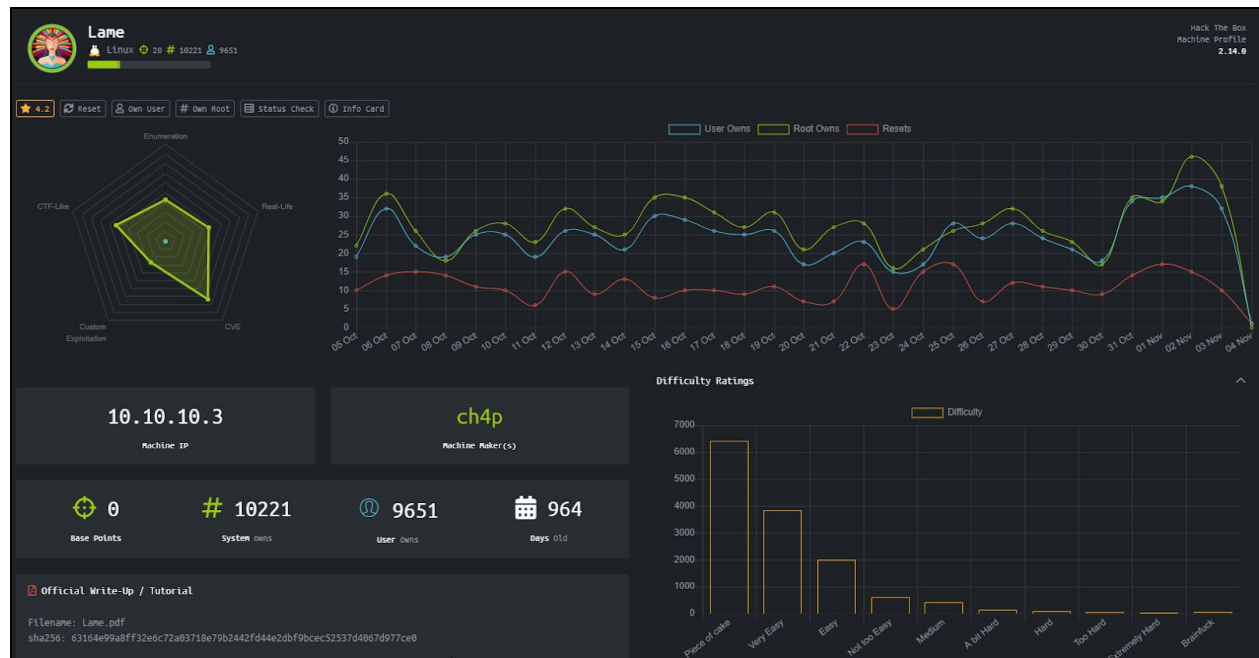 Lame
Linux 20 # 10221 9651
Hack The Box
Machine Profile
2.14.0
4.2 Reset Own User # Own Root Status Check Info Card
Enumeration
Real-Life
CVE
Custom Exploitation
CTF-Like
User Owns Root Owns Resets
50
45
40
35
30
25
20
15
10
5
0
05 Oct 06 Oct 07 Oct 08 Oct 09 Oct 10 Oct 11 Oct 12 Oct 13 Oct 14 Oct 15 Oct 16 Oct 17 Oct 18 Oct 19 Oct 20 Oct 21 Oct 22 Oct 23 Oct 24 Oct 25 Oct 26 Oct 27 Oct 28 Oct 29 Oct 30 Oct 31 Oct 01 Nov 02 Nov 03 Nov 04 Nov
10.10.10.3
Machine IP
ch4p
Machine Maker(s)
0
Base Points
# 10221
System owns
9651
User Owns
964
Days Old
Difficulty Ratings
Difficulty
7000
6000
5000
4000
3000
2000
1000
0
Piece of cake Very Easy Easy Not too Easy Medium A bit Hard Hard Too Hard Extremely Hard Brainfuck
Official Write-Up / Tutorial
Filename: Lame.pdf
sha256: 63164e99a8ff32e6c72a03718e79b2442fd44e2dbf9bcec52537d4067d977ce0